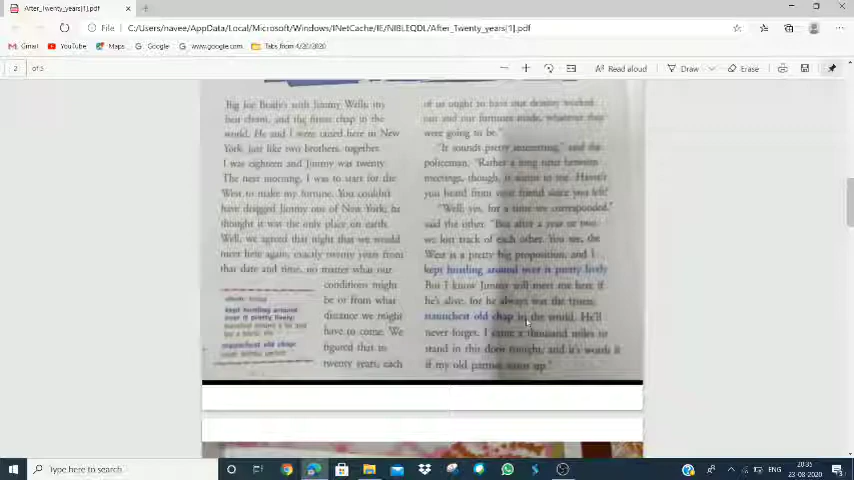 After_Twenty_years[1].pdf
File
C:/Users/navee/AppData/Local/Microsoft/Windows/INetCache/IE/NIBLEQDL/After_Twenty_years[1].pdf
Gmail
YouTube
Maps
Google
www.google.com
Tabs from 4/26/2020
2
of 5
Read aloud
Draw
Erase
Big Joe Brady's with Jimmy Wells, my
best chum, and the finest chap in the
world. He and I were raised here in New
York, just like two brothers, together.
I was eighteen and Jimmy was twenty.
The next morning, I was to start for the
West to make my fortune. You couldn't
have dragged Jimmy out of New York; he
thought it was the only place on earth.
Well, we agreed that night that we would
meet here again, exactly twenty years from
that date and time, no matter what our
conditions might
be or from what
distance we might
have to come. We
figured that in
twenty years, each
kept hustling around
over it pretty lively:
staunchest old chap:
of us ought to have our destiny worked
out and our fortunes made, whatever they
were going to be."
"It sounds pretty interesting," said the
policeman. "Rather a long time between
meetings, though, it seems to me. Haven't
you heard from your friend since you left?
"Well, yes, for a time we corresponded,"
said the other. "But after a year or two
we lost track of each other. You see, the
West is a pretty big proposition, and I
kept hustling around over it pretty lively
But I know Jimmy will meet me here if
he's alive, for he always was the truest,
staunchest old chap in the world. He'll
never forget. I came a thousand miles to
stand in this door tonight, and it's worth it
if my old partner turns up."
Type here to search
ENG
20:35
23-08-2020